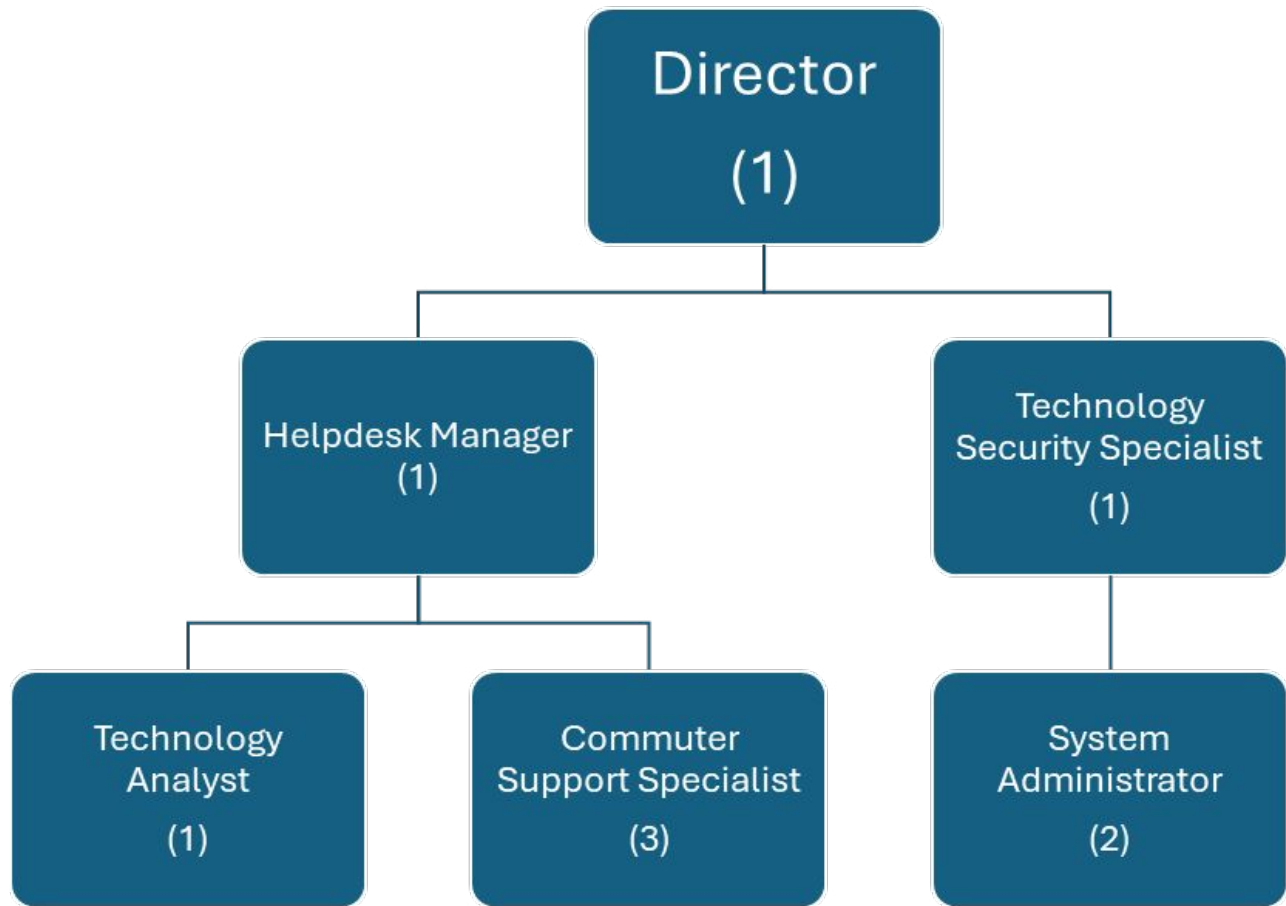 Director
(1)
Helpdesk Manager
(1)
Technology
Security Specialist
(1)
Technology
Analyst
(1)
Commuter
Support Specialist
(3)
System
Administrator
(2)